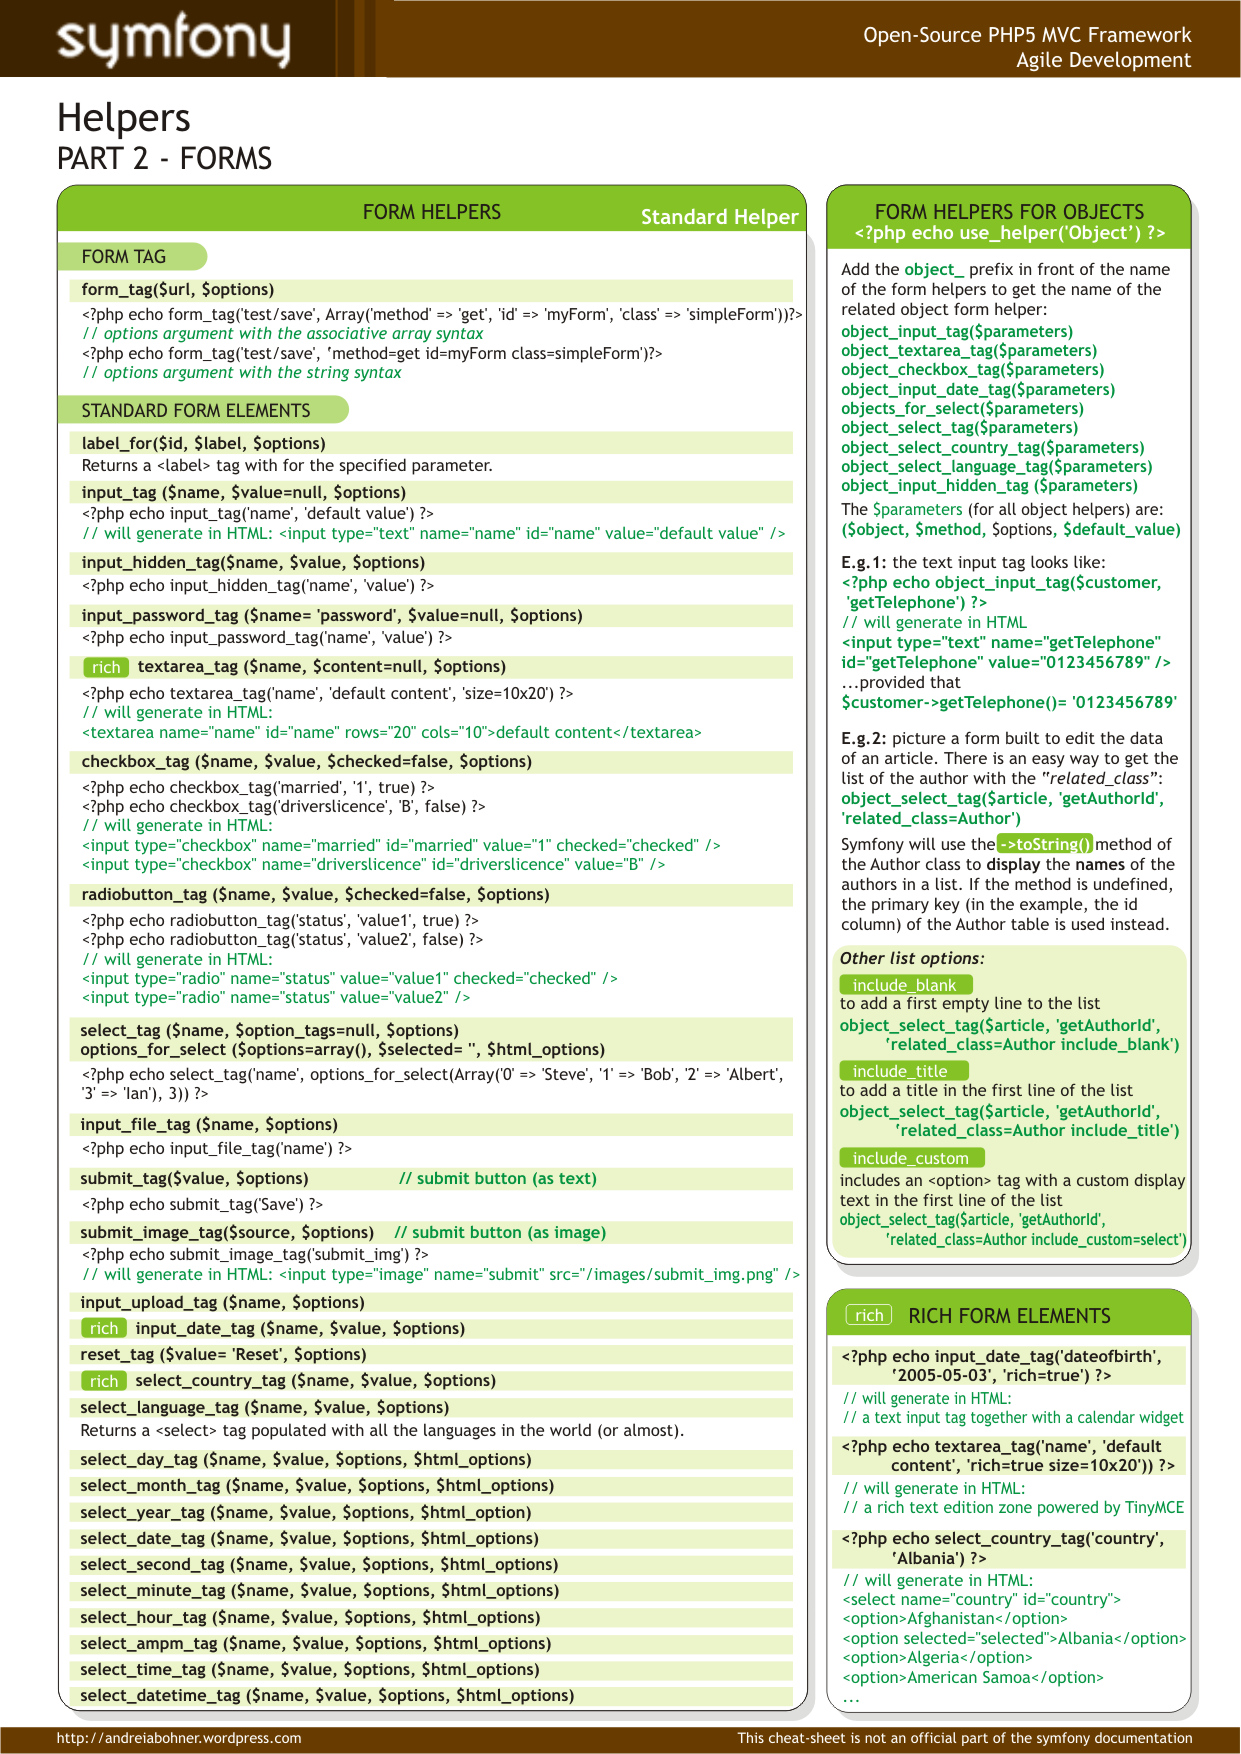 symfony
Open-Source PHP5 MVC Framework
Agile Development
Helpers
PART 2 - FORMS
FORM HELPERS
Standard Helper
FORM TAG
form_tag($url, $options)
<?php echo form_tag('test/save', Array('method' => 'get', 'id' => 'myForm', 'class' => 'simpleForm'))?>
// options argument with the associative array syntax
<?php echo form_tag('test/save', ‛method=get id=myForm class=simpleForm')?>
// options argument with the string syntax
STANDARD FORM ELEMENTS
label_for($id, $label, $options)
Returns a <label> tag with for the specified parameter.
input_tag ($name, $value=null, $options)
<?php echo input_tag('name', 'default value') ?>
// will generate in HTML: <input type="text" name="name" id="name" value="default value" />
input_hidden_tag($name, $value, $options)
<?php echo input_hidden_tag('name', 'value') ?>
input_password_tag ($name= 'password', $value=null, $options)
<?php echo input_password_tag('name', 'value') ?>
rich textarea_tag ($name, $content=null, $options)
<?php echo textarea_tag('name', 'default content', 'size=10x20') ?>
// will generate in HTML:
<textarea name="name" id="name" rows="20" cols="10">default content</textarea>
checkbox_tag ($name, $value, $checked=false, $options)
<?php echo checkbox_tag('married', '1', true) ?>
<?php echo checkbox_tag('driverslicence', 'B', false) ?>
// will generate in HTML:
<input type="checkbox" name="married" id="married" value="1" checked="checked" />
<input type="checkbox" name="driverslicence" id="driverslicence" value="B" />
radiobutton_tag ($name, $value, $checked=false, $options)
<?php echo radiobutton_tag('status', 'value1', true) ?>
<?php echo radiobutton_tag('status', 'value2', false) ?>
// will generate in HTML:
<input type="radio" name="status" value="value1" checked="checked" />
<input type="radio" name="status" value="value2" />
select_tag ($name, $option_tags=null, $options)
options_for_select ($options=array(), $selected= '', $html_options)
<?php echo select_tag('name', options_for_select(Array('0' => 'Steve', '1' => 'Bob', '2' => 'Albert',
'3' => 'Ian'), 3)) ?>
input_file_tag ($name, $options)
<?php echo input_file_tag('name') ?>
submit_tag($value, $options) // submit button (as text)
<?php echo submit_tag('Save') ?>
submit_image_tag($source, $options) // submit button (as image)
<?php echo submit_image_tag('submit_img') ?>
// will generate in HTML: <input type="image" name="submit" src="/images/submit_img.png" />
input_upload_tag ($name, $options)
rich input_date_tag ($name, $value, $options)
reset_tag ($value= 'Reset', $options)
rich select_country_tag ($name, $value, $options)
select_language_tag ($name, $value, $options)
Returns a <select> tag populated with all the languages in the world (or almost).
select_day_tag ($name, $value, $options, $html_options)
select_month_tag ($name, $value, $options, $html_options)
select_year_tag ($name, $value, $options, $html_option)
select_date_tag ($name, $value, $options, $html_options)
select_second_tag ($name, $value, $options, $html_options)
select_minute_tag ($name, $value, $options, $html_options)
select_hour_tag ($name, $value, $options, $html_options)
select_ampm_tag ($name, $value, $options, $html_options)
select_time_tag ($name, $value, $options, $html_options)
select_datetime_tag ($name, $value, $options, $html_options)
FORM HELPERS FOR OBJECTS
<?php echo use_helper('Object’) ?>
Add the object_ prefix in front of the name
of the form helpers to get the name of the
related object form helper:
object_input_tag($parameters)
object_textarea_tag($parameters)
object_checkbox_tag($parameters)
object_input_date_tag($parameters)
objects_for_select($parameters)
object_select_tag($parameters)
object_select_country_tag($parameters)
object_select_language_tag($parameters)
object_input_hidden_tag ($parameters)
The $parameters (for all object helpers) are:
($object, $method, $options, $default_value)
E.g.1: the text input tag looks like:
<?php echo object_input_tag($customer,
'getTelephone') ?>
// will generate in HTML
<input type="text" name="getTelephone"
id="getTelephone" value="0123456789" />
...provided that
$customer->getTelephone()= '0123456789'
E.g.2: picture a form built to edit the data
of an article. There is an easy way to get the
list of the author with the “related_class”:
object_select_tag($article, 'getAuthorId',
'related_class=Author')
Symfony will use the ->toString() method of
the Author class to display the names of the
authors in a list. If the method is undefined,
the primary key (in the example, the id
column) of the Author table is used instead.
Other list options:
include_blank
to add a first empty line to the list
object_select_tag($article, 'getAuthorId',
‛related_class=Author include_blank')
include_title
to add a title in the first line of the list
object_select_tag($article, 'getAuthorId',
‛related_class=Author include_title')
include_custom
includes an <option> tag with a custom display
text in the first line of the list
object_select_tag($article, 'getAuthorId',
‛related_class=Author include_custom=select')
rich RICH FORM ELEMENTS
<?php echo input_date_tag('dateofbirth',
‛2005-05-03', 'rich=true') ?>
// will generate in HTML:
// a text input tag together with a calendar widget
<?php echo textarea_tag('name', 'default
content', 'rich=true size=10x20')) ?>
// will generate in HTML:
// a rich text edition zone powered by TinyMCE
<?php echo select_country_tag('country',
‛Albania') ?>
// will generate in HTML:
<select name="country" id="country">
<option>Afghanistan</option>
<option selected="selected">Albania</option>
<option>Algeria</option>
<option>American Samoa</option>
...
http://andreiabohner.wordpress.com
This cheat-sheet is not an official part of the symfony documentation